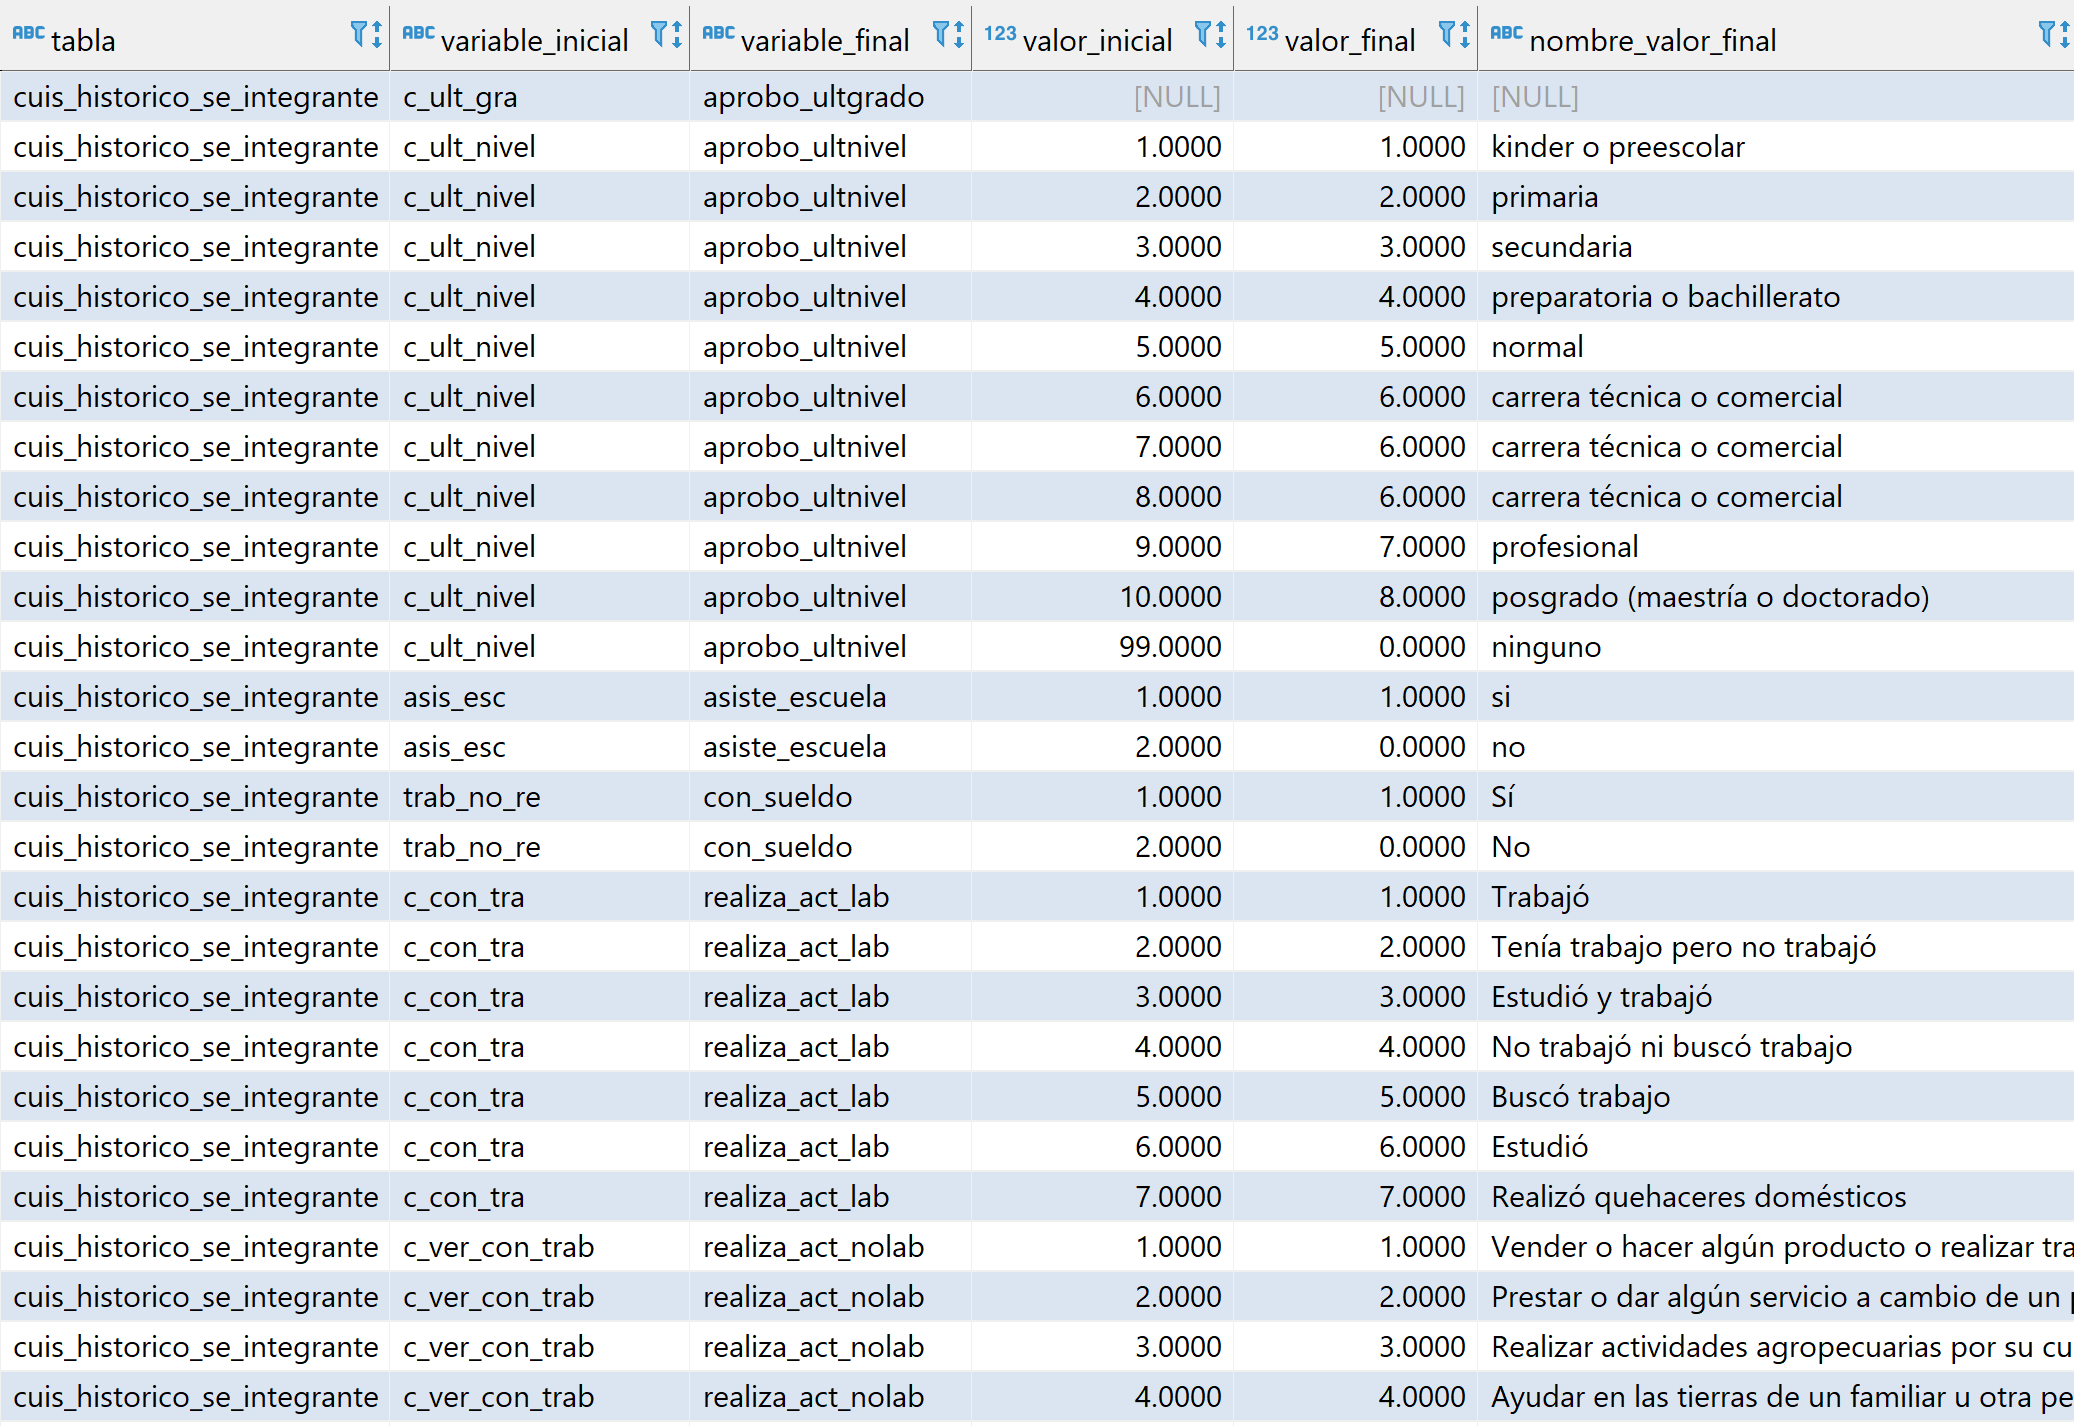 ABC tabla ABC variable_inicial ABC variable_final 123 valor_inicial 123 valor_final ABC nombre_valor_final
cuis_historico_se_integrante c_ult_gra aprobo_ultgrado [NULL] [NULL] [NULL]
cuis_historico_se_integrante c_ult_nivel aprobo_ultnivel 1.0000 1.0000 kinder o preescolar
cuis_historico_se_integrante c_ult_nivel aprobo_ultnivel 2.0000 2.0000 primaria
cuis_historico_se_integrante c_ult_nivel aprobo_ultnivel 3.0000 3.0000 secundaria
cuis_historico_se_integrante c_ult_nivel aprobo_ultnivel 4.0000 4.0000 preparatoria o bachillerato
cuis_historico_se_integrante c_ult_nivel aprobo_ultnivel 5.0000 5.0000 normal
cuis_historico_se_integrante c_ult_nivel aprobo_ultnivel 6.0000 6.0000 carrera técnica o comercial
cuis_historico_se_integrante c_ult_nivel aprobo_ultnivel 7.0000 6.0000 carrera técnica o comercial
cuis_historico_se_integrante c_ult_nivel aprobo_ultnivel 8.0000 6.0000 carrera técnica o comercial
cuis_historico_se_integrante c_ult_nivel aprobo_ultnivel 9.0000 7.0000 profesional
cuis_historico_se_integrante c_ult_nivel aprobo_ultnivel 10.0000 8.0000 posgrado (maestría o doctorado)
cuis_historico_se_integrante c_ult_nivel aprobo_ultnivel 99.0000 0.0000 ninguno
cuis_historico_se_integrante asis_esc asiste_escuela 1.0000 1.0000 si
cuis_historico_se_integrante asis_esc asiste_escuela 2.0000 0.0000 no
cuis_historico_se_integrante trab_no_re con_sueldo 1.0000 1.0000 Sí
cuis_historico_se_integrante trab_no_re con_sueldo 2.0000 0.0000 No
cuis_historico_se_integrante c_con_tra realiza_act_lab 1.0000 1.0000 Trabajó
cuis_historico_se_integrante c_con_tra realiza_act_lab 2.0000 2.0000 Tenía trabajo pero no trabajó
cuis_historico_se_integrante c_con_tra realiza_act_lab 3.0000 3.0000 Estudió y trabajó
cuis_historico_se_integrante c_con_tra realiza_act_lab 4.0000 4.0000 No trabajó ni buscó trabajo
cuis_historico_se_integrante c_con_tra realiza_act_lab 5.0000 5.0000 Buscó trabajo
cuis_historico_se_integrante c_con_tra realiza_act_lab 6.0000 6.0000 Estudió
cuis_historico_se_integrante c_con_tra realiza_act_lab 7.0000 7.0000 Realizó quehaceres domésticos
cuis_historico_se_integrante c_ver_con_trab realiza_act_nolab 1.0000 1.0000 Vender o hacer algún producto o realizar tra
cuis_historico_se_integrante c_ver_con_trab realiza_act_nolab 2.0000 2.0000 Prestar o dar algún servicio a cambio de un p
cuis_historico_se_integrante c_ver_con_trab realiza_act_nolab 3.0000 3.0000 Realizar actividades agropecuarias por su cu
cuis_historico_se_integrante c_ver_con_trab realiza_act_nolab 4.0000 4.0000 Ayudar en las tierras de un familiar u otra pe